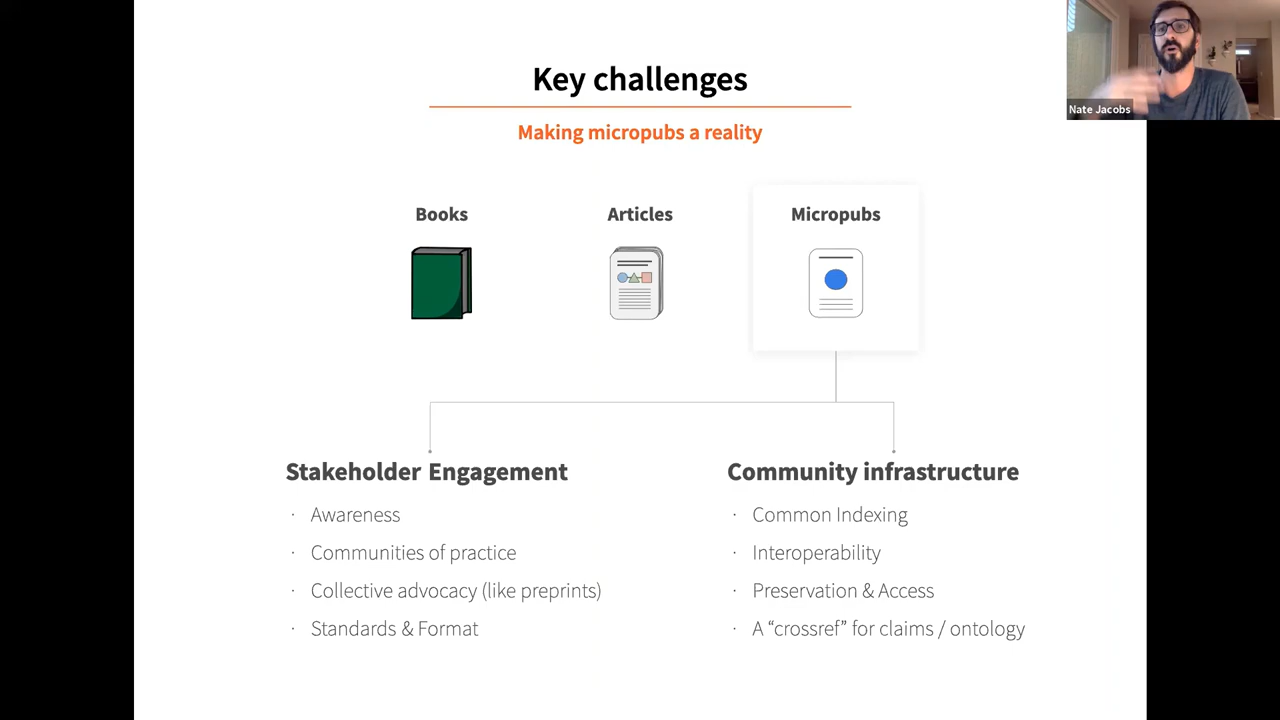 Key challenges
Making micropubs a reality
Nate Jacobs
Books
Articles
Micropubs
Stakeholder Engagement
· Awareness
· Communities of practice
· Collective advocacy (like preprints)
· Standards & Format
Community infrastructure
· Common Indexing
· Interoperability
· Preservation & Access
· A “crossref” for claims / ontology